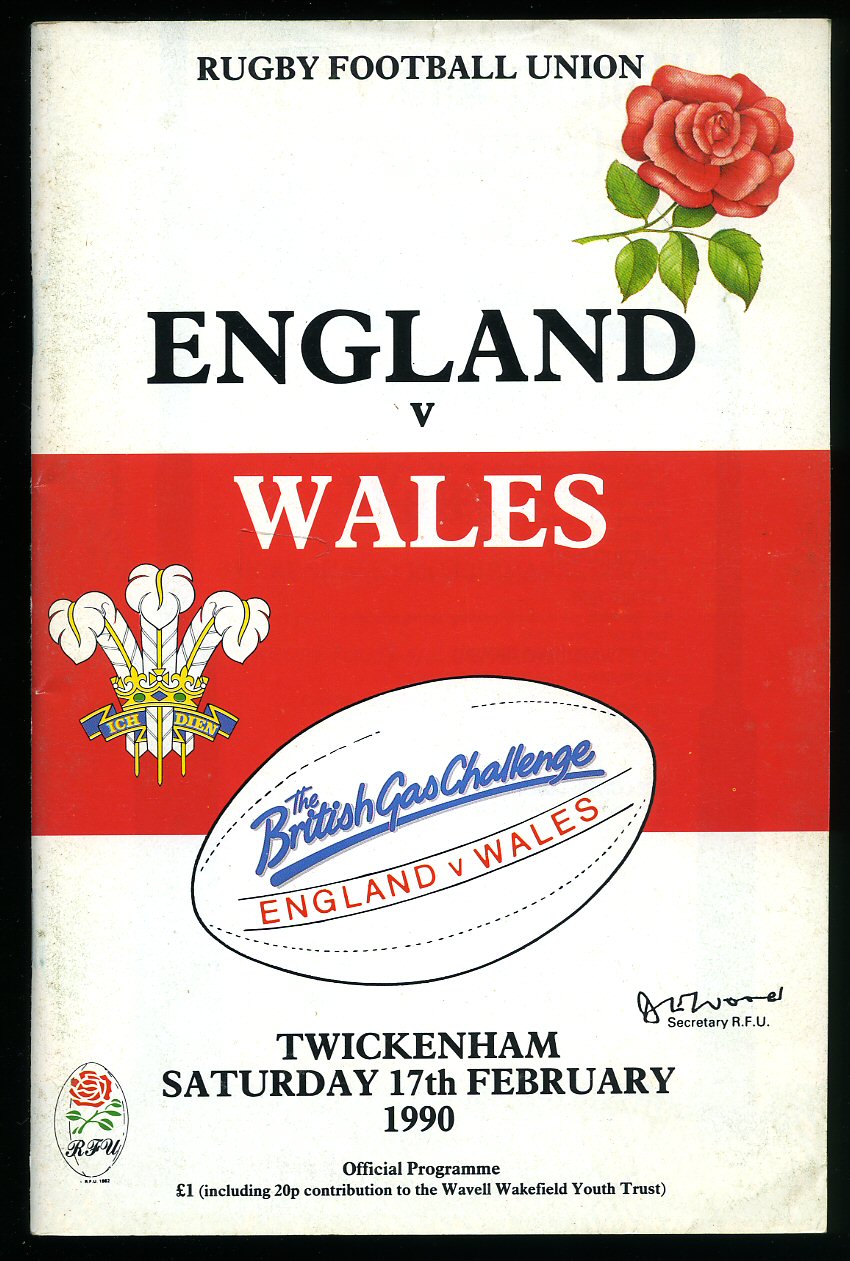 RUGBY FOOTBALL UNION
ENGLAND
v
WALES
ICH DIEN
The
British Gas Challenge
ENGLAND v WALES
Secretary R.F.U.
TWICKENHAM
SATURDAY 17th FEBRUARY
1990
RFU
Official Programme
£1 (including 20p contribution to the Wavell Wakefield Youth Trust)